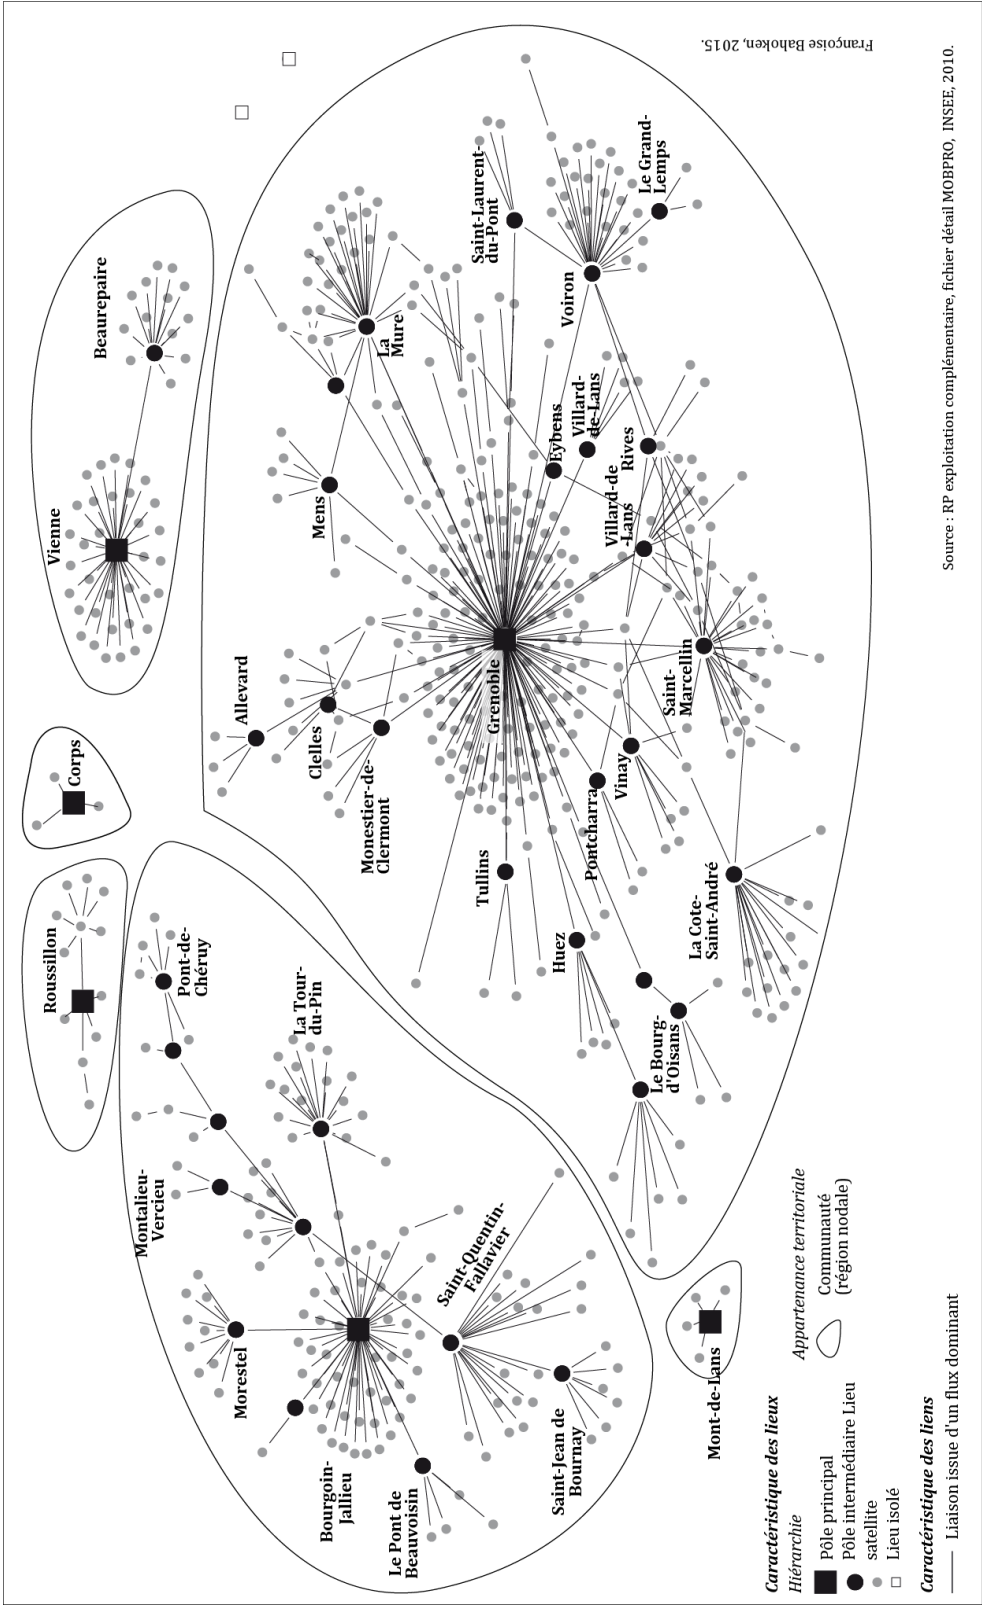 Françoise Bahoken, 2015.
Source : RP exploitation complémentaire, fichier détail MOBPRO, INSEE, 2010.
Beaurepaire
Vienne
Corps
Roussillon
Allevard
Clelles
Monestier-de-
Clermont
Mens
La
Mure
Saint-Laurent-
du-Pont
Voiron
Le Grand-
Lemps
Eybens
Villard-
de-Lans
Rives
Villard-de
-Lans
Grenoble
Saint-
Marcellin
Vinay
Pontcharra
Tullins
Huez
La Cote-
Saint-André
Le Bourg-
d'Oisans
Pont-de-
Chéruy
La Tour-
du-Pin
Montalieu-
Vercieu
Morestel
Bourgoin-
Jallieu
Le Pont de
Beauvoisin
Saint-Quentin-
Fallavier
Saint-Jean de
Bournay
Mont-de-Lans
Caractéristique des lieux
Hiérarchie
Pôle principal
Pôle intermédiaire Lieu
satellite
Lieu isolé
Appartenance territoriale
Communauté
(région nodale)
Caractéristique des liens
Liaison issue d'un flux dominant